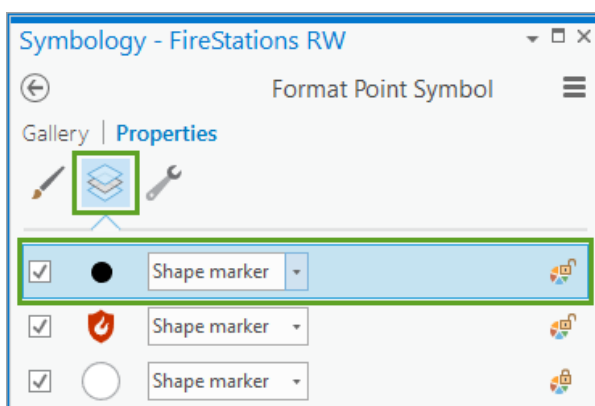 Symbology - FireStations RW
Format Point Symbol
Gallery | Properties
Shape marker
Shape marker
Shape marker